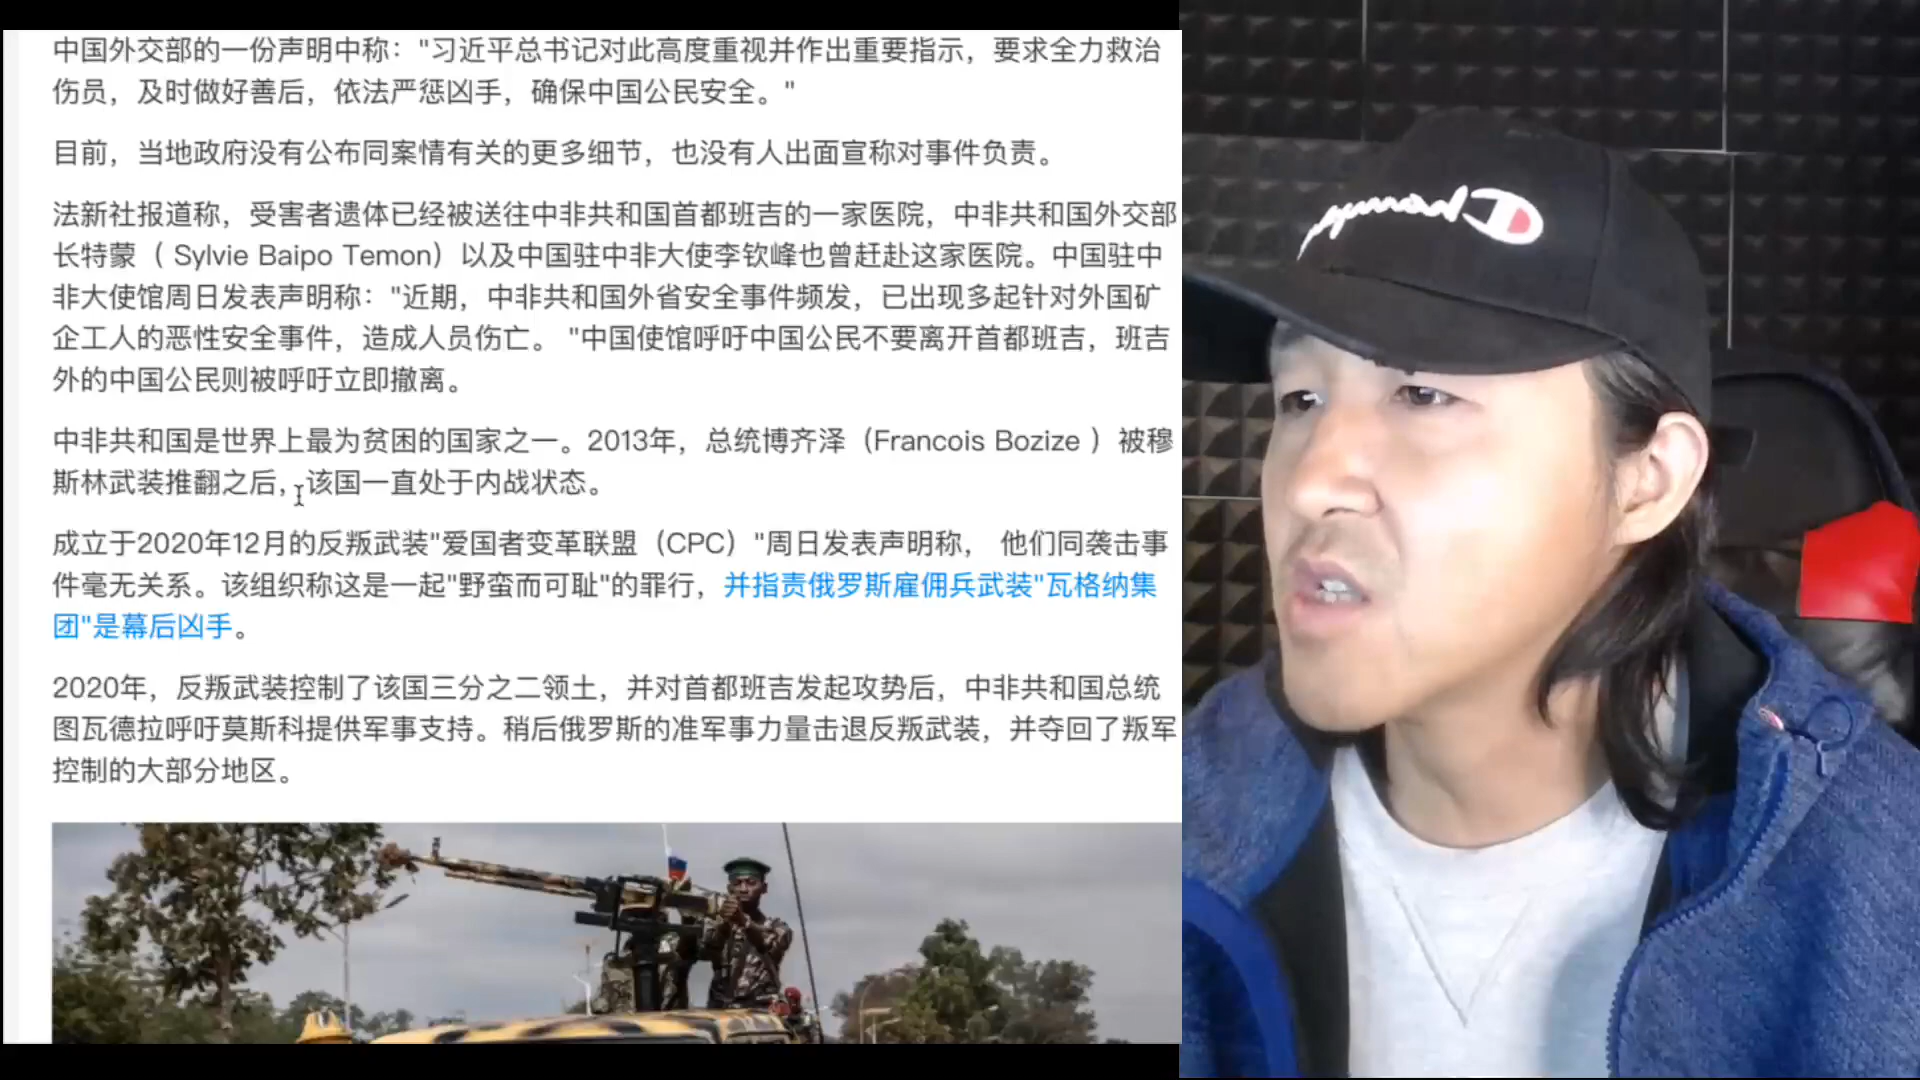 中国外交部的一份声明中称："习近平总书记对此高度重视并作出重要指示，要求全力救治
伤员，及时做好善后，依法严惩凶手，确保中国公民安全。"
目前，当地政府没有公布同案情有关的更多细节，也没有人出面宣称对事件负责。
法新社报道称，受害者遗体已经被送往中非共和国首都班吉的一家医院，中非共和国外交部
长特蒙（ Sylvie Baipo Temon）以及中国驻中非大使李钦峰也曾赶赴这家医院。中国驻中
非大使馆周日发表声明称："近期，中非共和国外省安全事件频发，已出现多起针对外国矿
企工人的恶性安全事件，造成人员伤亡。 "中国使馆呼吁中国公民不要离开首都班吉，班吉
外的中国公民则被呼吁立即撤离。
中非共和国是世界上最为贫困的国家之一。2013年，总统博齐泽（Francois Bozize ）被穆
斯林武装推翻之后，该国一直处于内战状态。
成立于2020年12月的反叛武装"爱国者变革联盟（CPC）"周日发表声明称， 他们同袭击事
件毫无关系。该组织称这是一起"野蛮而可耻"的罪行，并指责俄罗斯雇佣兵武装"瓦格纳集
团"是幕后凶手。
2020年，反叛武装控制了该国三分之二领土，并对首都班吉发起攻势后，中非共和国总统
图瓦德拉呼吁莫斯科提供军事支持。稍后俄罗斯的准军事力量击退反叛武装，并夺回了叛军
控制的大部分地区。
Champion